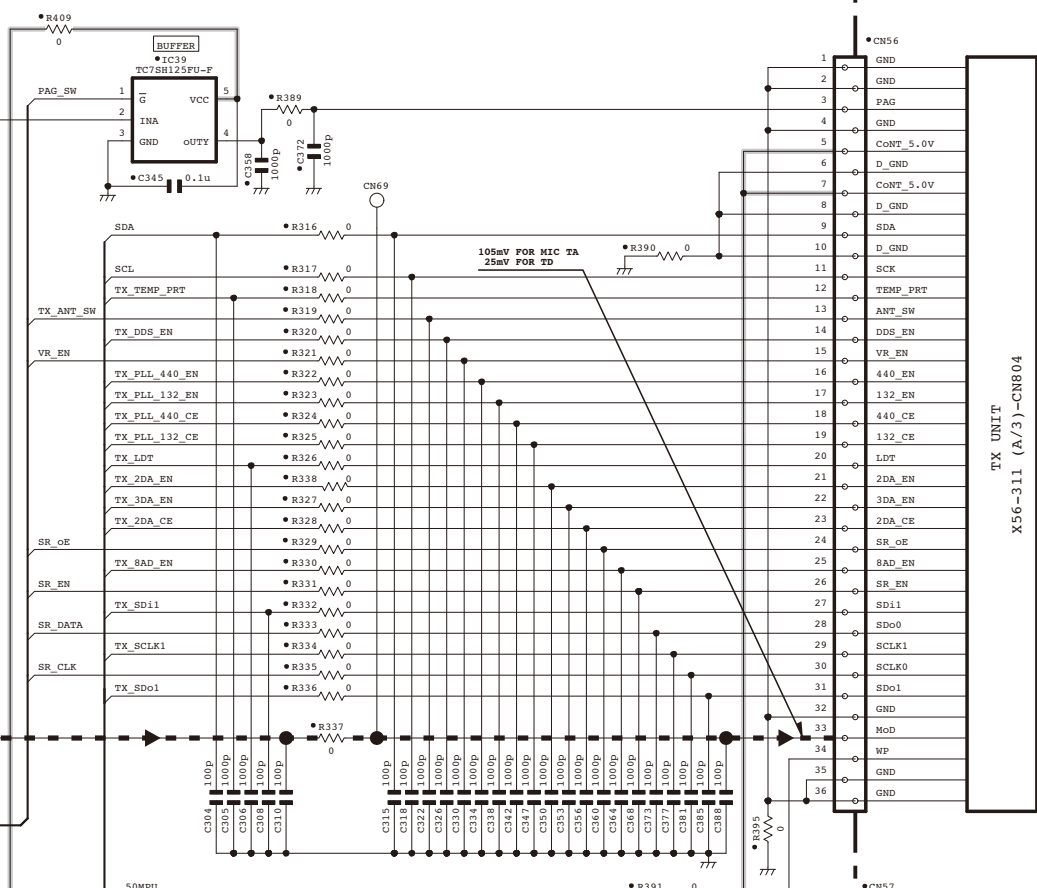 R409
0
BUFFER
IC39
TC7SH125FU-F
PAG_SW
1 G VCC 5
2 INA
3 GND oUTY 4
C345 0.1u
R389
0
C358
1000p
C372
1000p
CN69
CN56
1 GND
2 GND
3 PAG
4 GND
5 CoNT_5.0V
6 D_GND
7 CoNT_5.0V
8 D_GND
9 SDA
10 D_GND
11 SCK
12 TEMP_PRT
13 ANT_SW
14 DDS_EN
15 VR_EN
16 440_EN
17 132_EN
18 440_CE
19 132_CE
20 LDT
21 2DA_EN
22 3DA_EN
23 2DA_CE
24 SR_oE
25 8AD_EN
26 SR_EN
27 SDi1
28 SDo0
29 SCLK1
30 SCLK0
31 SDo1
32 GND
33 MoD
34 WP
35 GND
36 GND
TX UNIT
X56-311 (A/3)-CN804
R390 0
105mV FOR MIC TA
25mV FOR TD
SDA R316 0
SCL R317 0
TX_TEMP_PRT R318 0
TX_ANT_SW R319 0
TX_DDS_EN R320 0
VR_EN R321 0
TX_PLL_440_EN R322 0
TX_PLL_132_EN R323 0
TX_PLL_440_CE R324 0
TX_PLL_132_CE R325 0
TX_LDT R326 0
TX_2DA_EN R338 0
TX_3DA_EN R327 0
TX_2DA_CE R328 0
SR_oE R329 0
TX_8AD_EN R330 0
SR_EN R331 0
TX_SDi1 R332 0
SR_DATA R333 0
TX_SCLK1 R334 0
SR_CLK R335 0
TX_SDo1 R336 0
R337
0
C304 100p
C305 1000p
C306 1000p
C308 100p
C310 100p
C315 100p
C318 100p
C322 1000p
C326 1000p
C330 1000p
C334 1000p
C338 1000p
C342 1000p
C347 1000p
C350 1000p
C353 1000p
C356 1000p
C360 1000p
C364 1000p
C368 1000p
C373 100p
C377 100p
C381 100p
C385 100p
C388 100p
R395
0
50MPU
R391 0
CN57